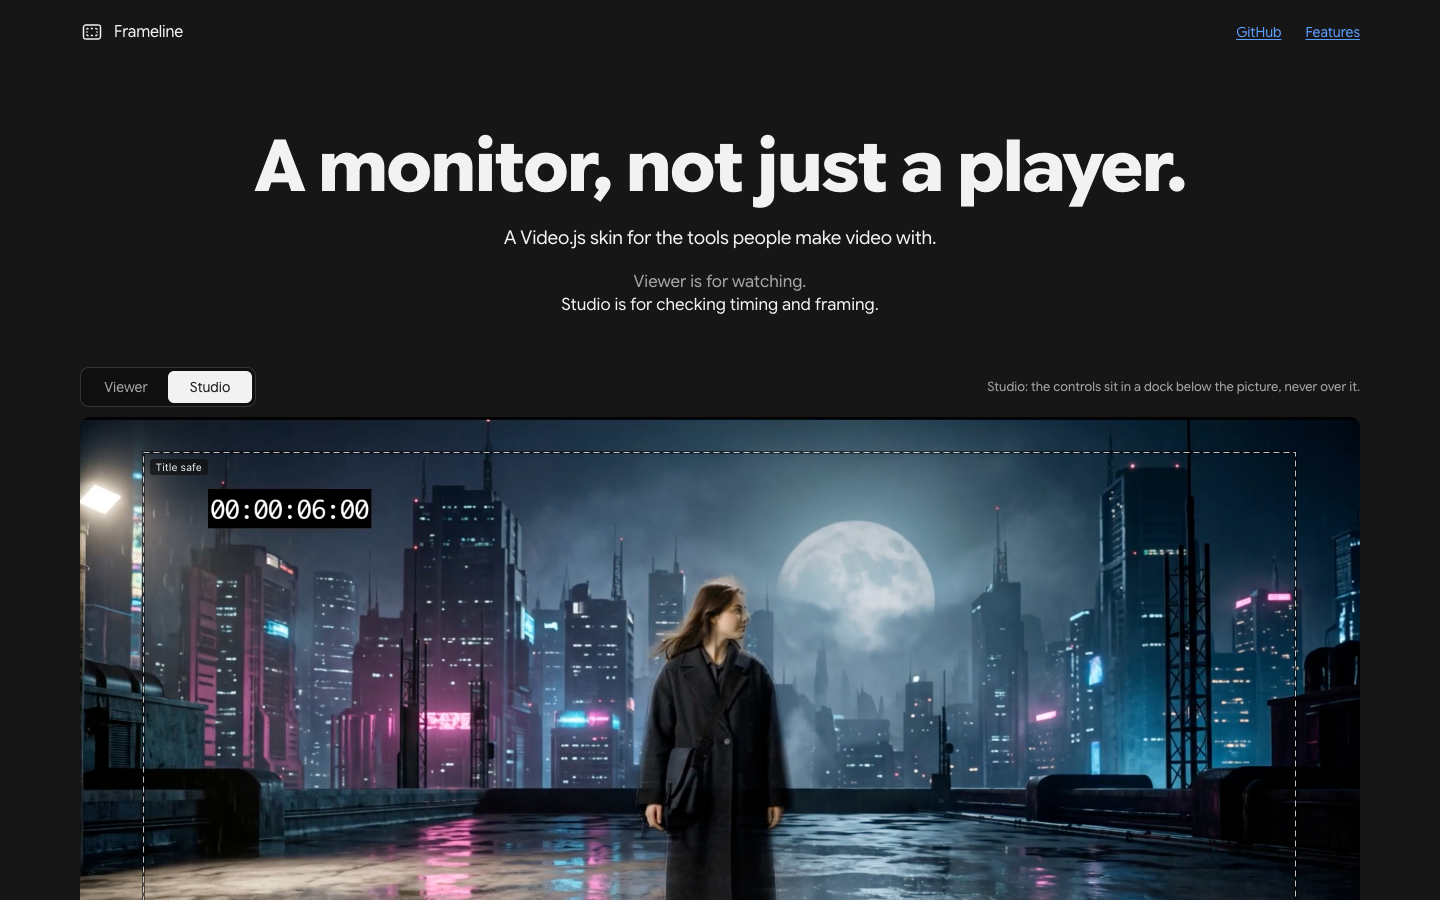 Frameline
GitHub
Features
A monitor, not just a player.
A Video.js skin for the tools people make video with.
Viewer is for watching.
Studio is for checking timing and framing.
Viewer
Studio
Studio: the controls sit in a dock below the picture, never over it.
Title safe
00:00:06:00